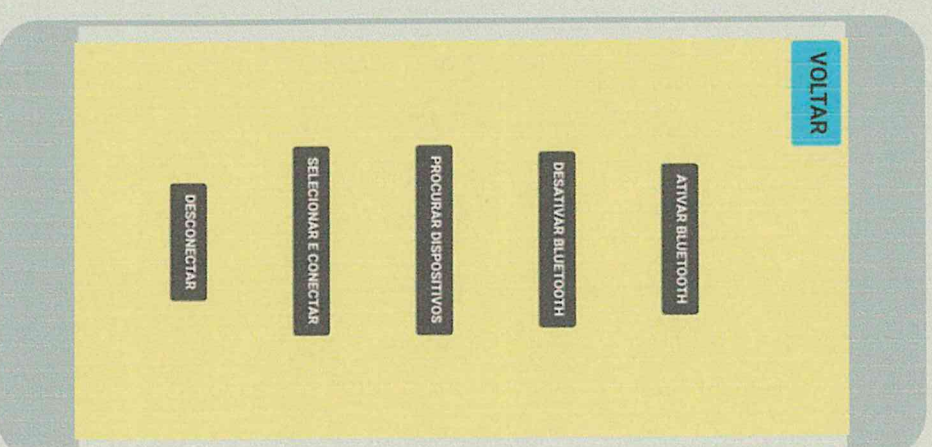 VOLTAR
ATIVAR BLUETOOTH
DESATIVAR BLUETOOTH
PROCURAR DISPOSITIVOS
SELECIONAR E CONECTAR
DESCONECTAR